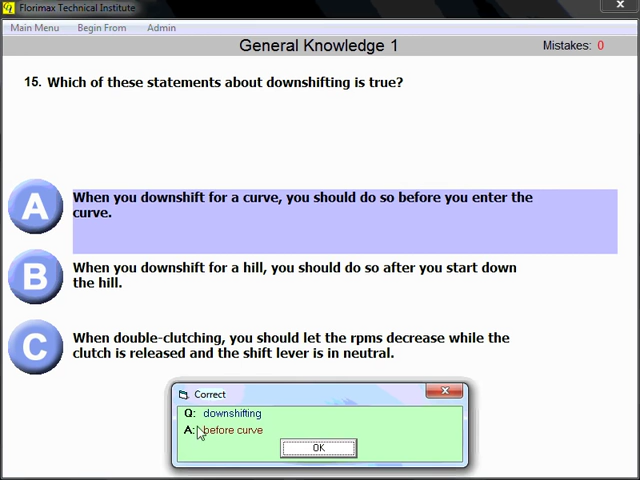 Florimax Technical Institute
Main Menu Begin From Admin
General Knowledge 1 Mistakes: 0
15. Which of these statements about downshifting is true?
A When you downshift for a curve, you should do so before you enter the
curve.
B When you downshift for a hill, you should do so after you start down
the hill.
C When double-clutching, you should let the rpms decrease while the
clutch is released and the shift lever is in neutral.
Correct
Q: downshifting
A: before curve
OK